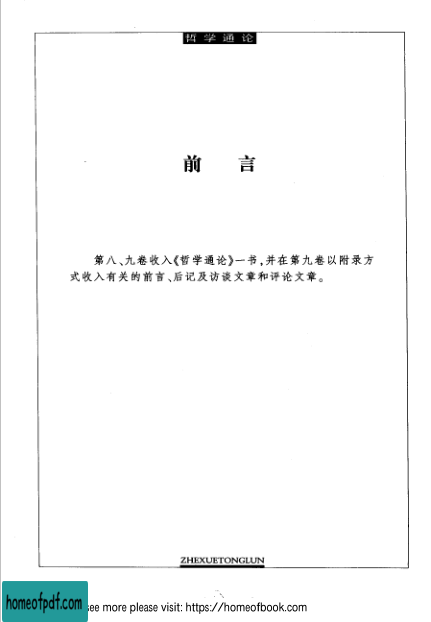 哲学通论
前 言
第八、九卷收入《哲学通论》一书,并在第九卷以附录方
式收入有关的前言、后记及访谈文章和评论文章。
ZHEXUETONGLUN
homeofpdf.com
see more please visit: https://homeofbook.com